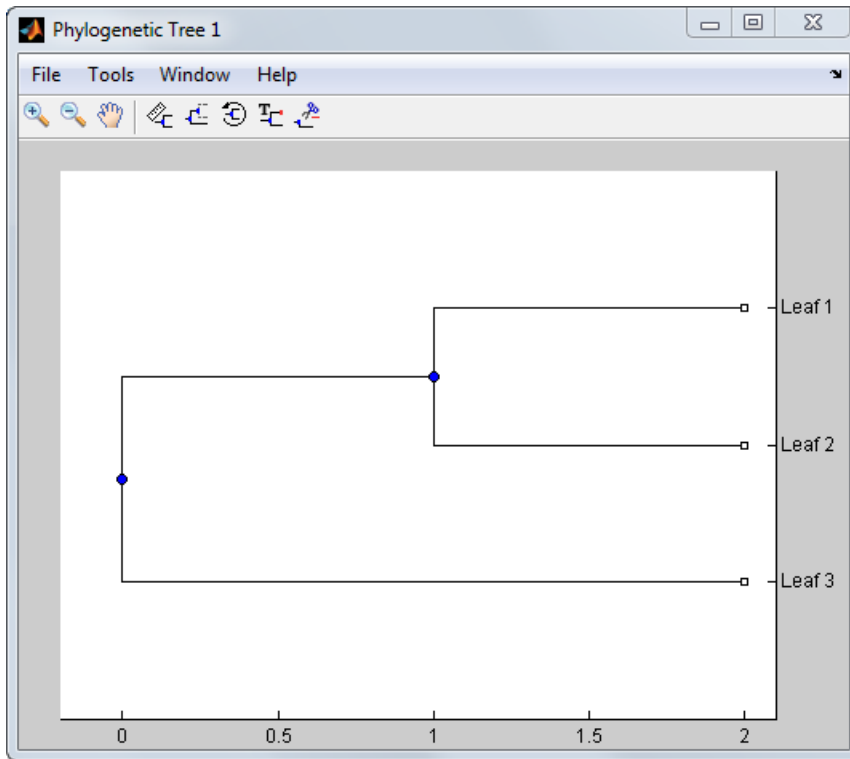 Phylogenetic Tree 1
File Tools Window Help
Leaf 1
Leaf 2
Leaf 3
0 0.5 1 1.5 2